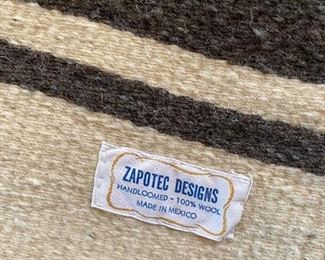 ZAPOTEC DESIGNS
HANDLOOMED - 100% WOOL
MADE IN MEXICO